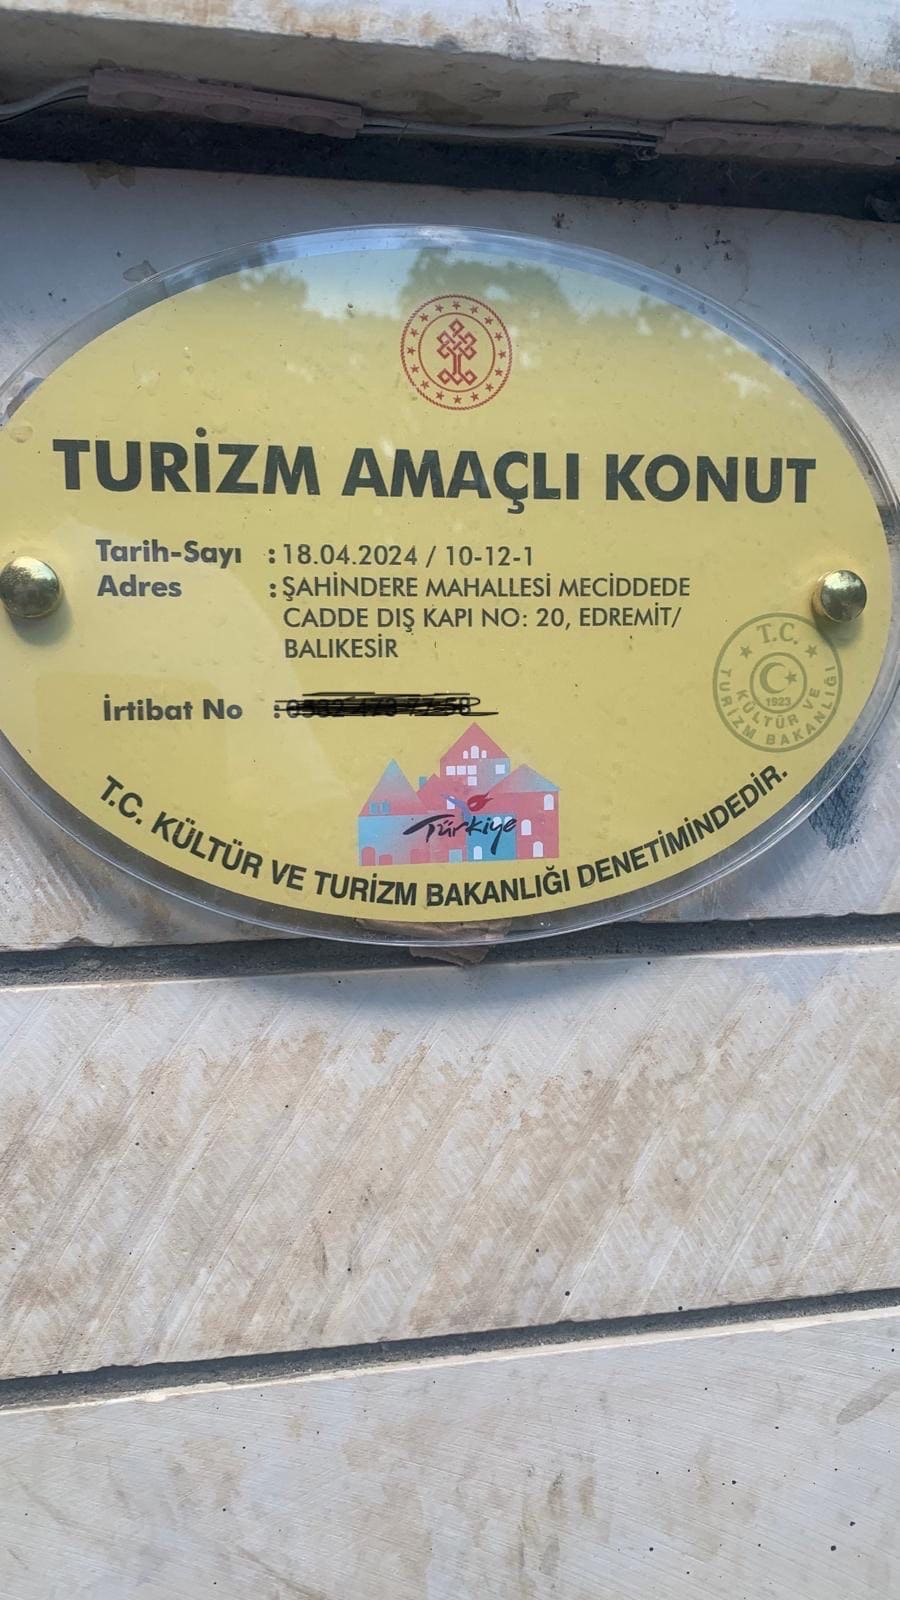 TURİZM AMAÇLI KONUT
Tarih-Sayı : 18.04.2024 / 10-12-1
Adres : ŞAHİNDERE MAHALLESİ MECİDDEDE
CADDE DIŞ KAPI NO: 20, EDREMİT/
BALIKESİR
T.C.
KÜLTÜR VE
TURİZM BAKANLIĞI
1923
İrtibat No :
Türkiye
T.C. KÜLTÜR VE TURİZM BAKANLIĞI DENETİMİNDEDİR.